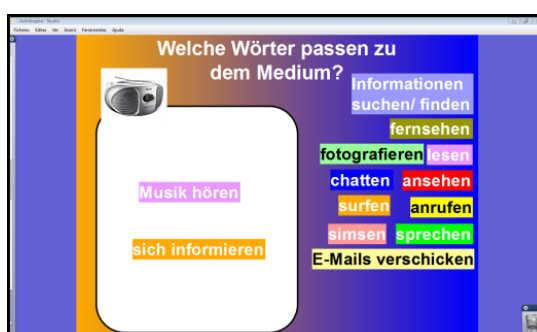 Welche Wörter passen zu
dem Medium?
Informationen
suchen/ finden
fernsehen
fotografieren lesen
chatten ansehen
Musik hören
surfen anrufen
simsen sprechen
sich informieren
E-Mails verschicken